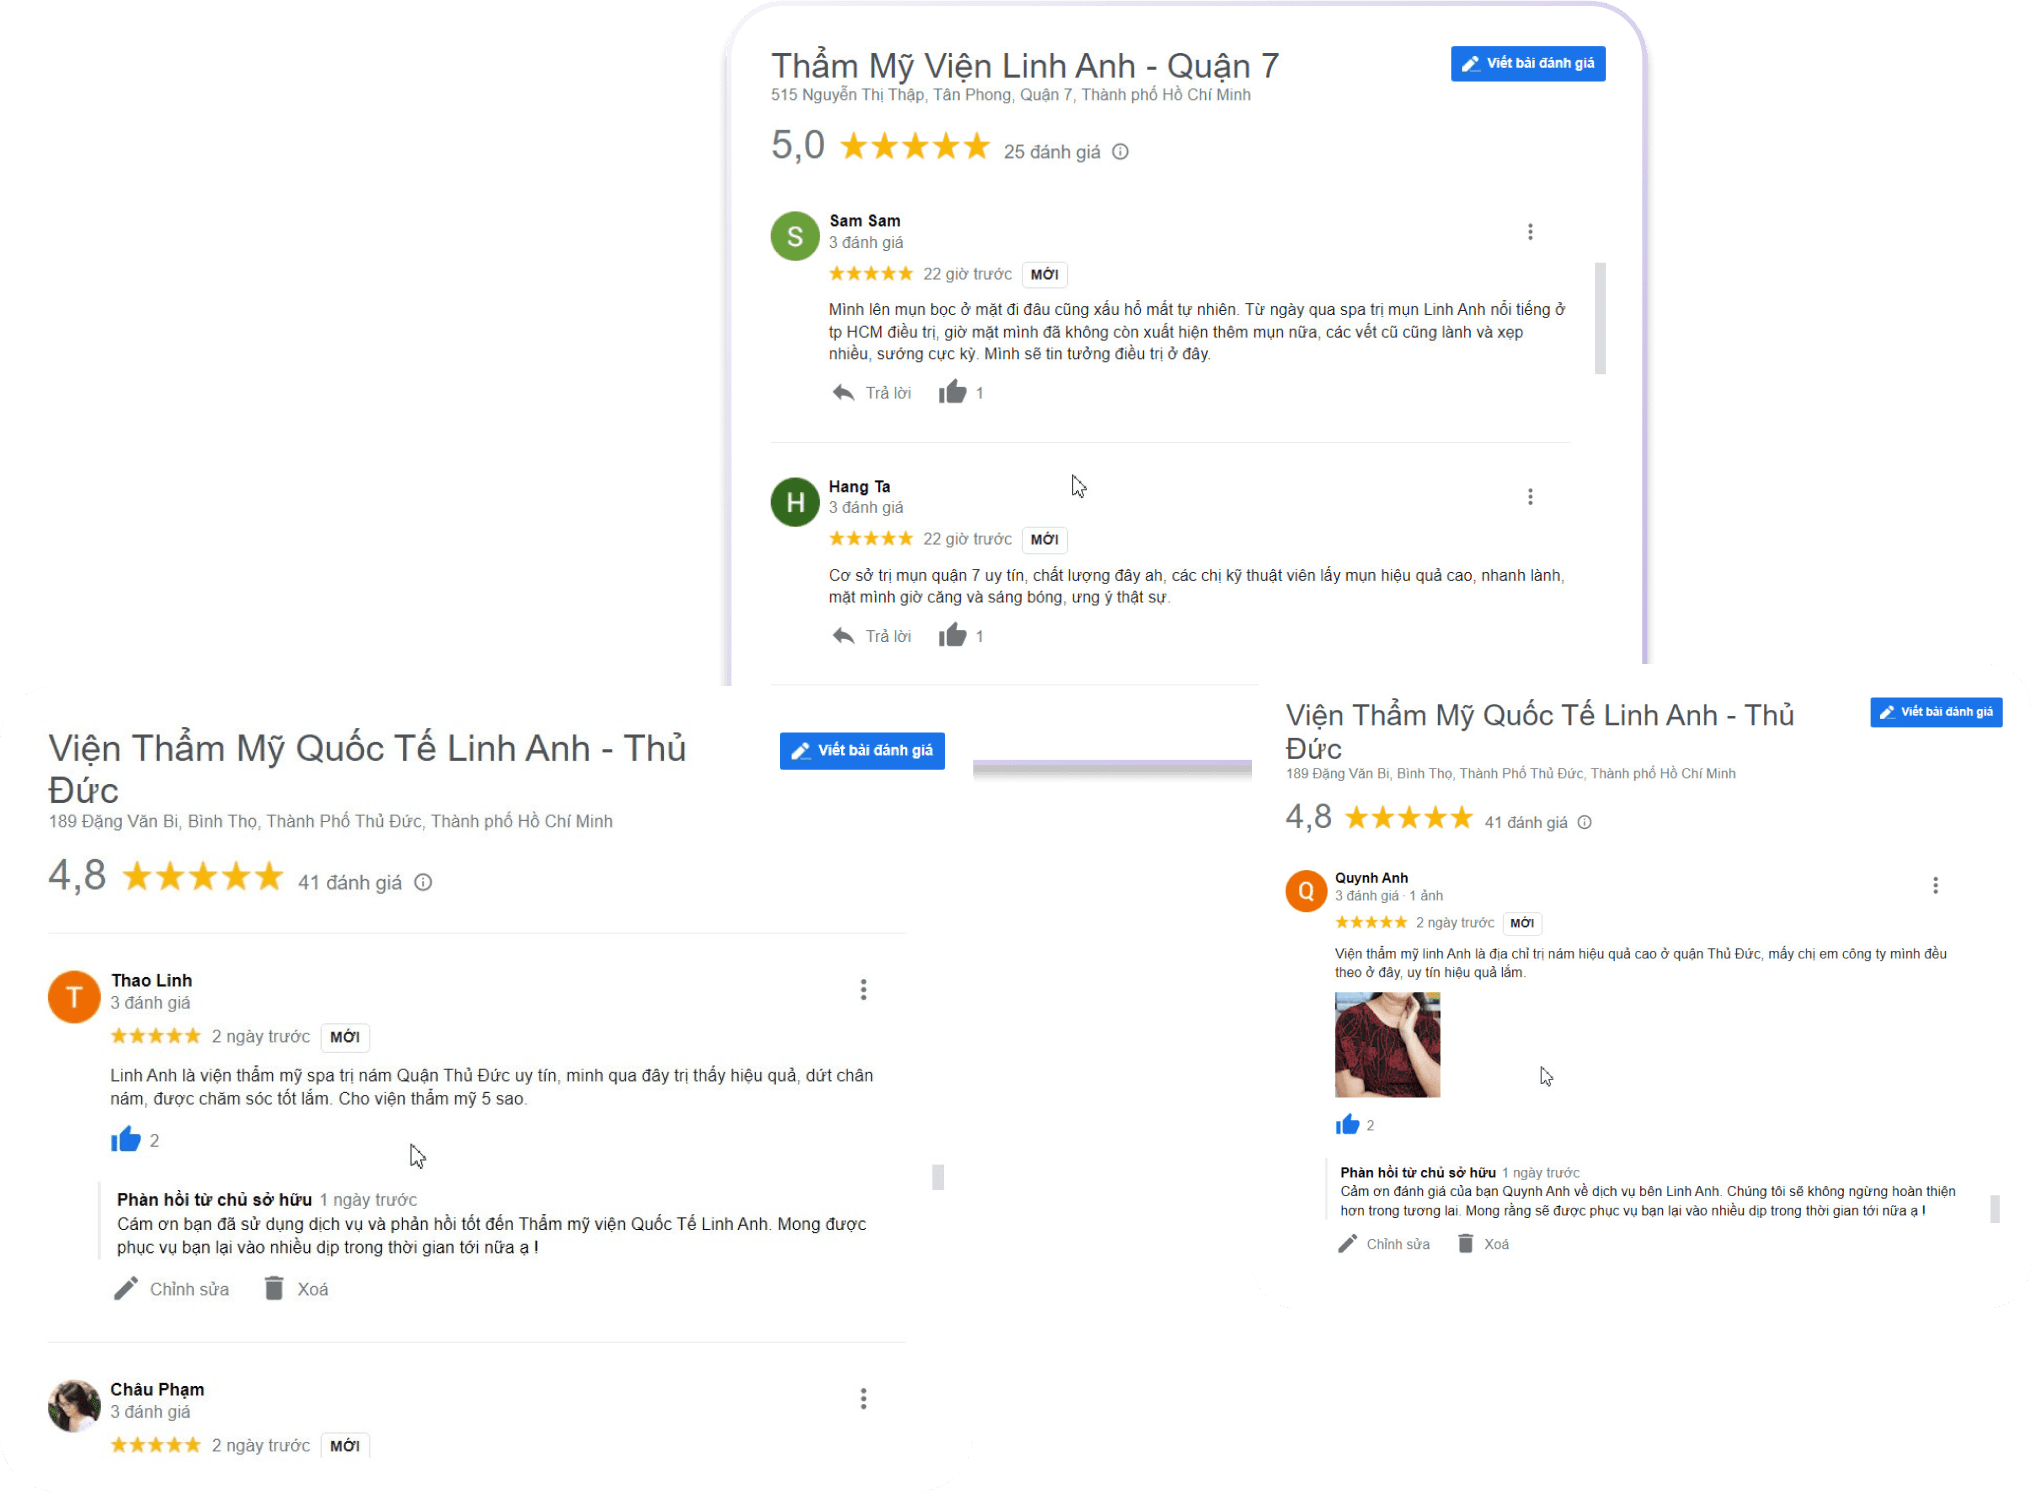 Thẩm Mỹ Viện Linh Anh - Quận 7
Viết bài đánh giá
515 Nguyễn Thị Thập, Tân Phong, Quận 7, Thành phố Hồ Chí Minh
5,0
25 đánh giá
S
Sam Sam
3 đánh giá
22 giờ trước
MỚI
Mình lên mụn bọc ở mặt đi đâu cũng xấu hổ mất tự nhiên. Từ ngày qua spa trị mụn Linh Anh nổi tiếng ở
tp HCM điều trị, giờ mặt mình đã không còn xuất hiện thêm mụn nữa, các vết cũ cũng lành và xẹp
nhiều, sướng cực kỳ. Mình sẽ tin tưởng điều trị ở đây.
Trả lời
1
H
Hang Ta
3 đánh giá
22 giờ trước
MỚI
Cơ sở trị mụn quận 7 uy tín, chất lượng đây ah, các chị kỹ thuật viên lấy mụn hiệu quả cao, nhanh lành,
mặt mình giờ căng và sáng bóng, ưng ý thật sự.
Trả lời
1
Viện Thẩm Mỹ Quốc Tế Linh Anh - Thủ
Đức
Viết bài đánh giá
189 Đặng Văn Bi, Bình Thọ, Thành Phố Thủ Đức, Thành phố Hồ Chí Minh
4,8
41 đánh giá
T
Thao Linh
3 đánh giá
2 ngày trước
MỚI
Linh Anh là viện thẩm mỹ spa trị nám Quận Thủ Đức uy tín, minh qua đây trị thấy hiệu quả, dứt chân
nám, được chăm sóc tốt lắm. Cho viện thẩm mỹ 5 sao.
2
Phản hồi từ chủ sở hữu 1 ngày trước
Cám ơn bạn đã sử dụng dịch vụ và phản hồi tốt đến Thẩm mỹ viện Quốc Tế Linh Anh. Mong được
phục vụ bạn lại vào nhiều dịp trong thời gian tới nữa ạ !
Chỉnh sửa
Xoá
Châu Phạm
3 đánh giá
2 ngày trước
MỚI
Viện Thẩm Mỹ Quốc Tế Linh Anh - Thủ
Đức
Viết bài đánh giá
189 Đặng Văn Bi, Bình Thọ, Thành Phố Thủ Đức, Thành phố Hồ Chí Minh
4,8
41 đánh giá
Q
Quynh Anh
3 đánh giá · 1 ảnh
2 ngày trước
MỚI
Viện thẩm mỹ linh Anh là địa chỉ trị nám hiệu quả cao ở quận Thủ Đức, mấy chị em công ty mình đều
theo ở đây, uy tín hiệu quả lắm.
2
Phản hồi từ chủ sở hữu 1 ngày trước
Cảm ơn đánh giá của bạn Quynh Anh về dịch vụ bên Linh Anh. Chúng tôi sẽ không ngừng hoàn thiện
hơn trong tương lai. Mong rằng sẽ được phục vụ bạn lại vào nhiều dịp trong thời gian tới nữa ạ !
Chỉnh sửa
Xoá